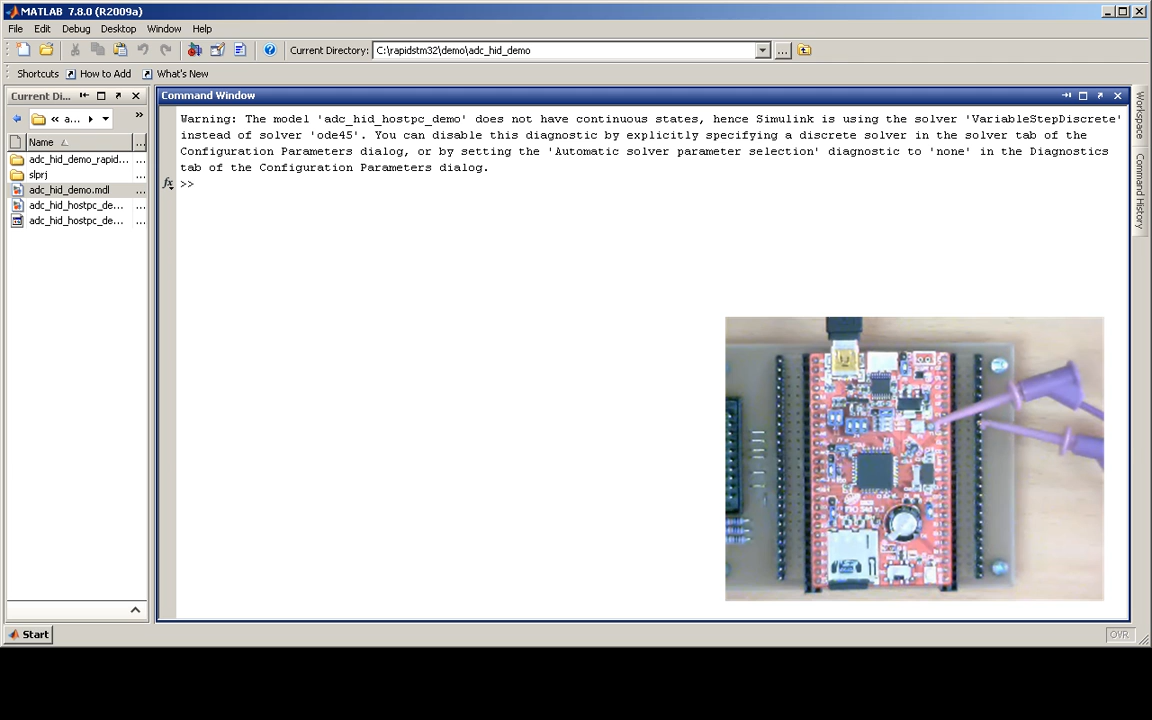 MATLAB 7.8.0 (R2009a)
File Edit Debug Desktop Window Help
Current Directory: C:\rapidstm32\demo\adc_hid_demo ...
Shortcuts How to Add What's New
Current Di...
« a...
Name
adc_hid_demo_rapid... ...
slprj ...
adc_hid_demo.mdl ...
adc_hid_hostpc_de... ...
adc_hid_hostpc_de... ...
Command Window
Warning: The model 'adc_hid_hostpc_demo' does not have continuous states, hence Simulink is using the solver 'VariableStepDiscrete'
instead of solver 'ode45'. You can disable this diagnostic by explicitly specifying a discrete solver in the solver tab of the
Configuration Parameters dialog, or by setting the 'Automatic solver parameter selection' diagnostic to 'none' in the Diagnostics
tab of the Configuration Parameters dialog.
fx >>
Workspace
Command History
Start
OVR